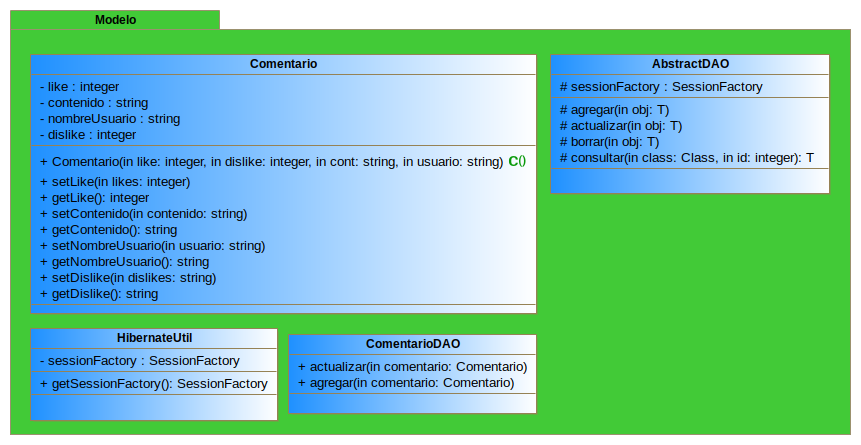 Modelo
Comentario
- like : integer
- contenido : string
- nombreUsuario : string
- dislike : integer
+ Comentario(in like: integer, in dislike: integer, in cont: string, in usuario: string) C()
+ setLike(in likes: integer)
+ getLike(): integer
+ setContenido(in contenido: string)
+ getContenido(): string
+ setNombreUsuario(in usuario: string)
+ getNombreUsuario(): string
+ setDislike(in dislikes: string)
+ getDislike(): string
AbstractDAO
# sessionFactory : SessionFactory
# agregar(in obj: T)
# actualizar(in obj: T)
# borrar(in obj: T)
# consultar(in class: Class, in id: integer): T
HibernateUtil
- sessionFactory : SessionFactory
+ getSessionFactory(): SessionFactory
ComentarioDAO
+ actualizar(in comentario: Comentario)
+ agregar(in comentario: Comentario)